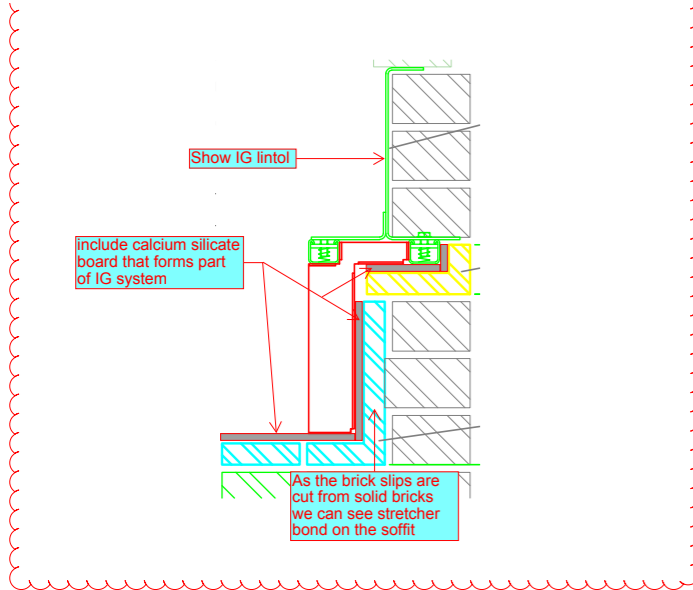 Show IG lintol
include calcium silicate
board that forms part
of IG system
As the brick slips are
cut from solid bricks
we can see stretcher
bond on the soffit